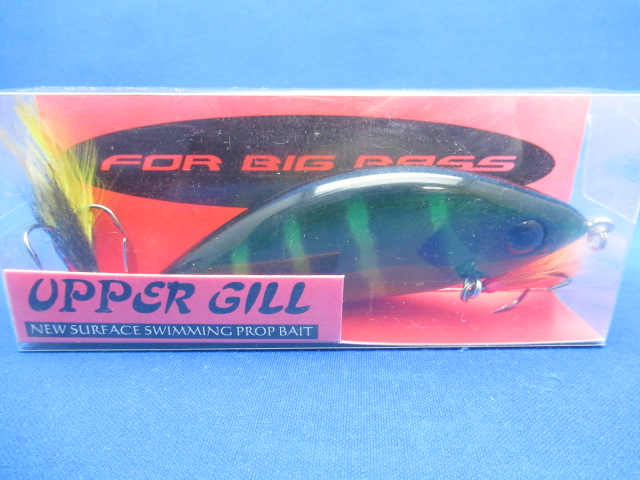 FOR BIG BASS
UPPER GILL
NEW SURFACE SWIMMING PROP BAIT